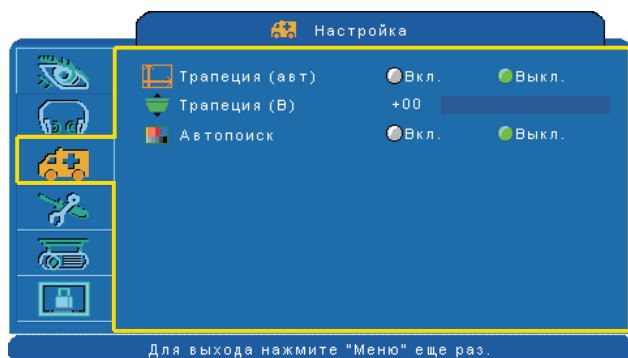 Настройка
Трапеция (авт) Вкл. Выкл.
Трапеция (В) +00
Автопоиск Вкл. Выкл.
Для выхода нажмите "Меню" еще раз.